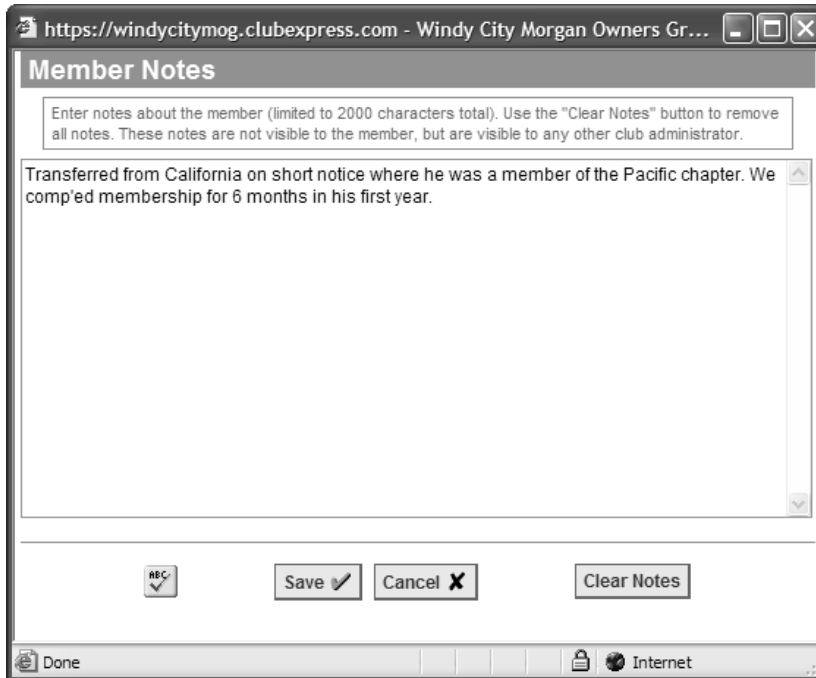 https://windycitymog.clubexpress.com - Windy City Morgan Owners Gr...
Member Notes
Enter notes about the member (limited to 2000 characters total). Use the "Clear Notes" button to remove
all notes. These notes are not visible to the member, but are visible to any other club administrator.
Transferred from California on short notice where he was a member of the Pacific chapter. We
comp'ed membership for 6 months in his first year.
ABC
Save
Cancel
Clear Notes
Done
Internet